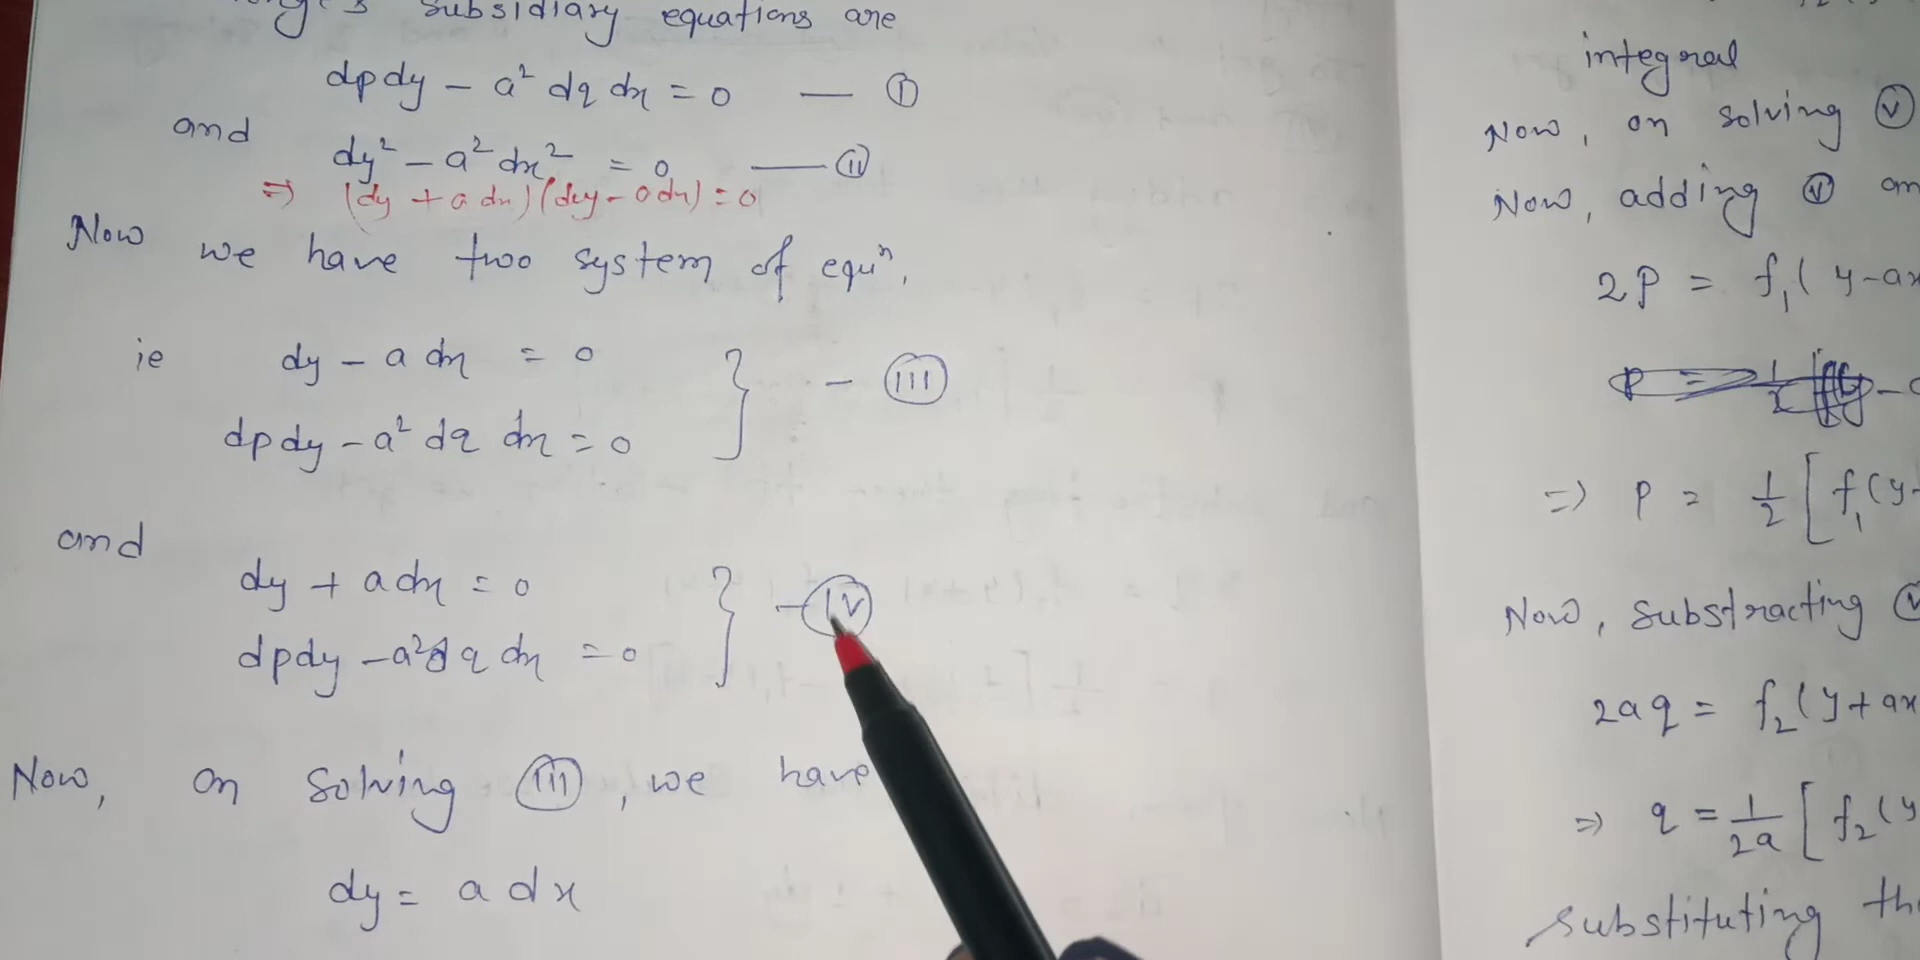 subsidiary equations are
dp dy - a² dq dx = 0 — (I)
and
dy² - a² dx² = 0 — (II)
⇒ (dy + a dx) (dy - a dx) = 0
Now we have two system of equⁿ.
ie dy - a dx = 0
dp dy - a² dq dx = 0 } - (III)
and
dy + a dx = 0
dp dy - a² d q dx = 0 } - (IV)
Now, on solving (III), we have
dy = a dx
integral
Now, on solving (V)
Now, adding (V)
2P = f₁( y-ax
⇒ P = 1/2 [ f₁(y
Now, substracting
2aq = f₂(y+ax
⇒ q = 1/2a [ f₂(y
substituting